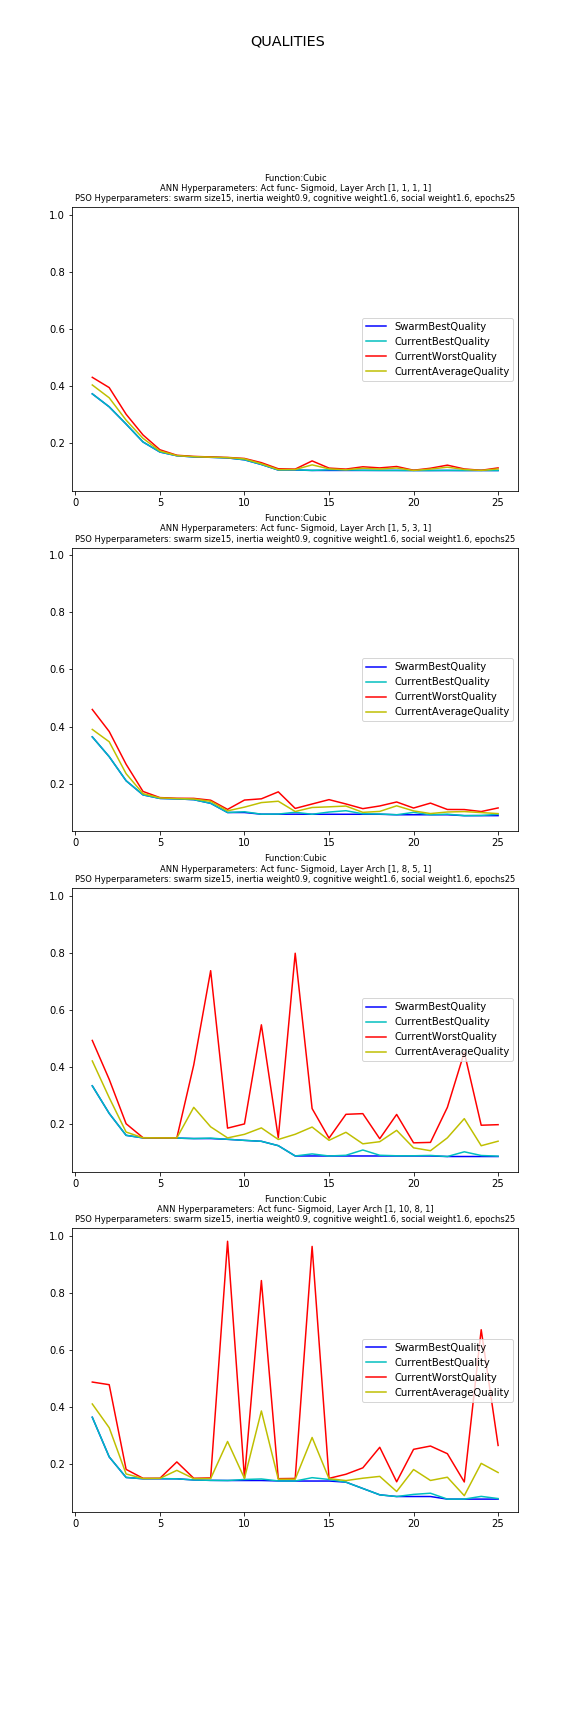 QUALITIES
Function:Cubic
ANN Hyperparameters: Act func- Sigmoid, Layer Arch [1, 1, 1, 1]
PSO Hyperparameters: swarm size15, inertia weight0.9, cognitive weight1.6, social weight1.6, epochs25
1.0
0.8
0.6
0.4
0.2
SwarmBestQuality
CurrentBestQuality
CurrentWorstQuality
CurrentAverageQuality
0 5 10 15 20 25
Function:Cubic
ANN Hyperparameters: Act func- Sigmoid, Layer Arch [1, 5, 3, 1]
PSO Hyperparameters: swarm size15, inertia weight0.9, cognitive weight1.6, social weight1.6, epochs25
1.0
0.8
0.6
0.4
0.2
SwarmBestQuality
CurrentBestQuality
CurrentWorstQuality
CurrentAverageQuality
0 5 10 15 20 25
Function:Cubic
ANN Hyperparameters: Act func- Sigmoid, Layer Arch [1, 8, 5, 1]
PSO Hyperparameters: swarm size15, inertia weight0.9, cognitive weight1.6, social weight1.6, epochs25
1.0
0.8
0.6
0.4
0.2
SwarmBestQuality
CurrentBestQuality
CurrentWorstQuality
CurrentAverageQuality
0 5 10 15 20 25
Function:Cubic
ANN Hyperparameters: Act func- Sigmoid, Layer Arch [1, 10, 8, 1]
PSO Hyperparameters: swarm size15, inertia weight0.9, cognitive weight1.6, social weight1.6, epochs25
1.0
0.8
0.6
0.4
0.2
SwarmBestQuality
CurrentBestQuality
CurrentWorstQuality
CurrentAverageQuality
0 5 10 15 20 25